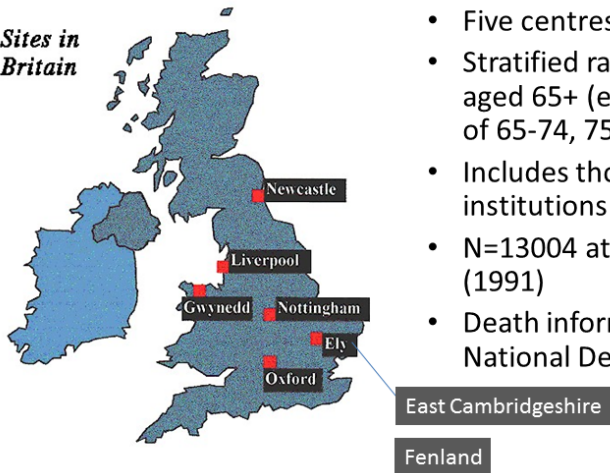 Sites in
Britain
Newcastle
Liverpool
Gwynedd
Nottingham
Ely
Oxford
East Cambridgeshire
Fenland
• Five centres
• Stratified ra
aged 65+ (e
of 65-74, 75
• Includes tho
institutions
• N=13004 at
(1991)
• Death inforr
National De